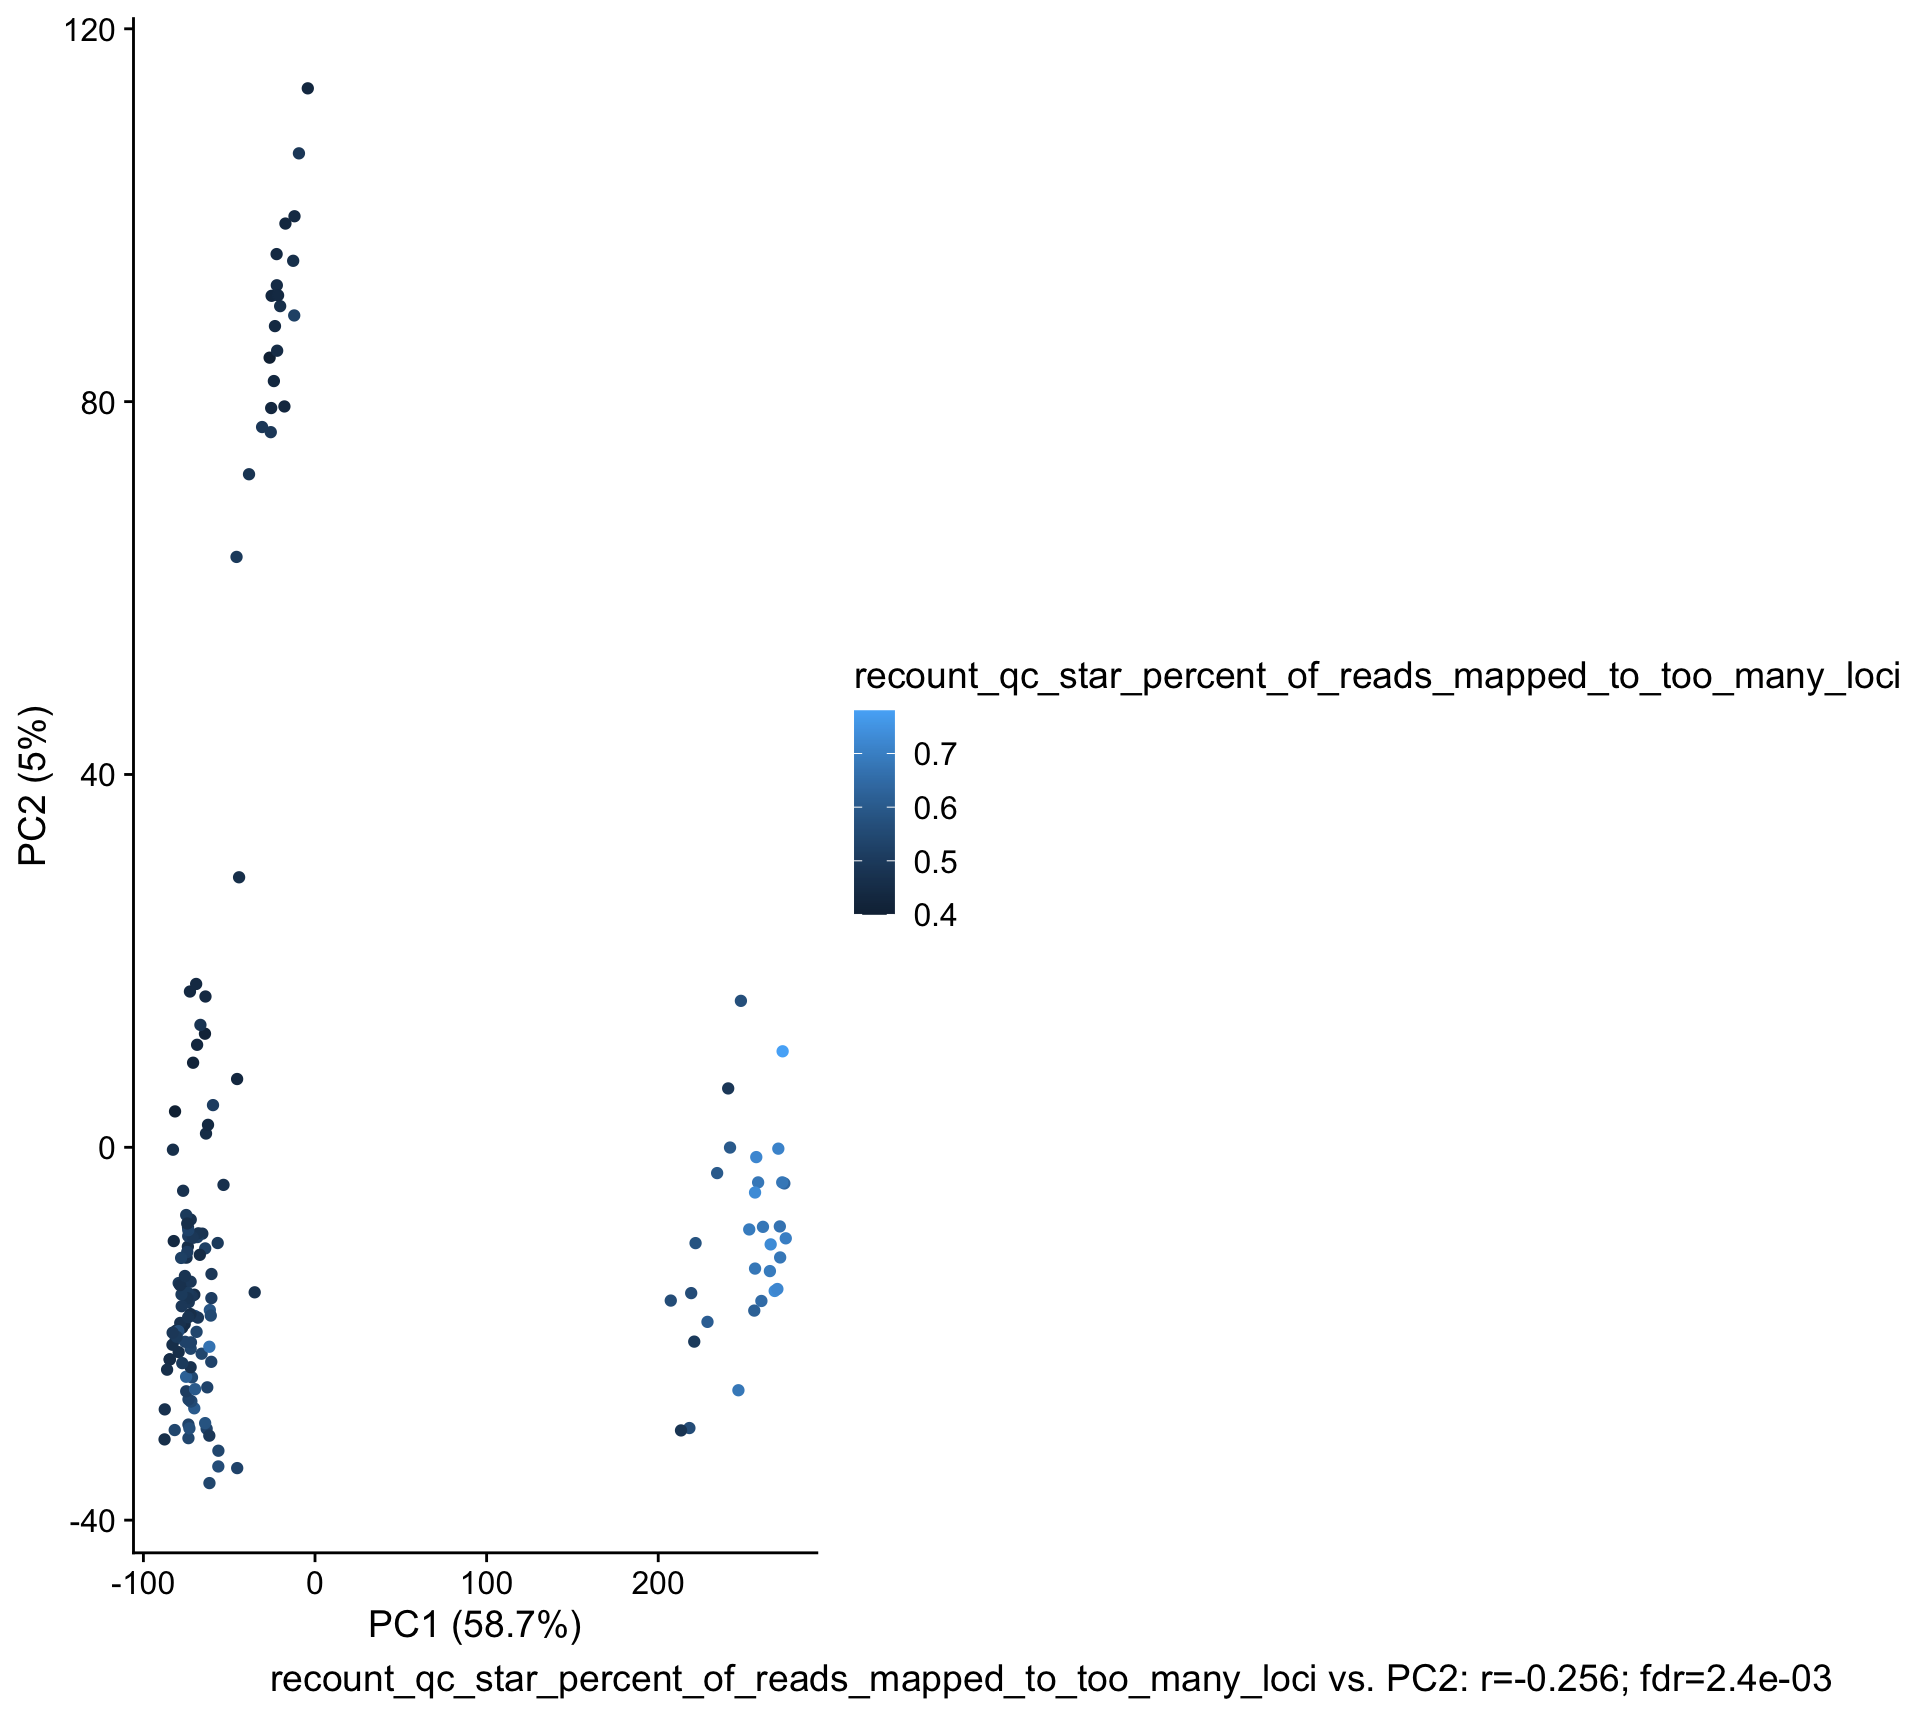 120
80
40
0
-40
PC2 (5%)
-100 0 100 200
PC1 (58.7%)
recount_qc_star_percent_of_reads_mapped_to_too_many_loci
0.7
0.6
0.5
0.4
recount_qc_star_percent_of_reads_mapped_to_too_many_loci vs. PC2: r=-0.256; fdr=2.4e-03